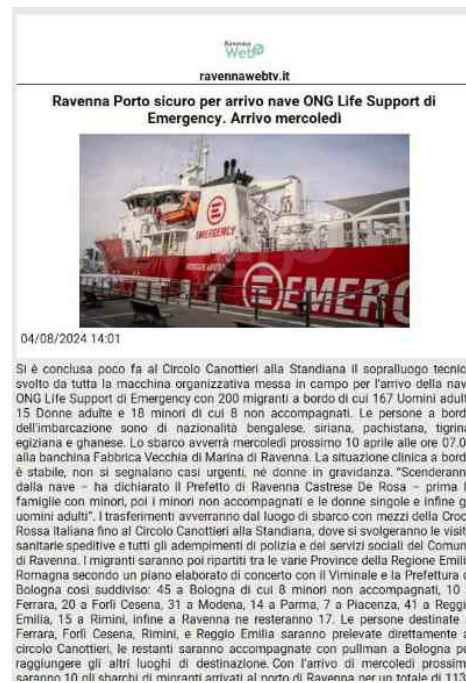 Ravenna
Web
ravennawebtv.it
Ravenna Porto sicuro per arrivo nave ONG Life Support di
Emergency. Arrivo mercoledì
EMERGENCY
EMERG
04/08/2024 14:01
Si è conclusa poco fa al Circolo Canottieri alla Standiana il sopralluogo tecnic
svolto da tutta la macchina organizzativa messa in campo per l'arrivo della nav
ONG Life Support di Emergency con 200 migranti a bordo di cui 167 Uomini adult
15 Donne adulte e 18 minori di cui 8 non accompagnati. Le persone a bord
dell'imbarcazione sono di nazionalità bengalese, siriana, pachistana, tigrina
egiziana e ghanese. Lo sbarco avverrà mercoledì prossimo 10 aprile alle ore 07.0
alla banchina Fabbrica Vecchia di Marina di Ravenna. La situazione clinica a bord
è stabile, non si segnalano casi urgenti, né donne in gravidanza. "Scenderann
dalla nave – ha dichiarato il Prefetto di Ravenna Castrese De Rosa – prima l
famiglie con minori, poi i minori non accompagnati e le donne singole e infine g
uomini adulti". I trasferimenti avverranno dal luogo di sbarco con mezzi della Croc
Rossa Italiana fino al Circolo Canottieri alla Standiana, dove si svolgeranno le visit
sanitarie speditive e tutti gli adempimenti di polizia e dei servizi sociali del Comun
di Ravenna. I migranti saranno poi ripartiti tra le varie Province della Regione Emili
Romagna secondo un piano elaborato di concerto con il Viminale e la Prefettura d
Bologna così suddiviso: 45 a Bologna di cui 8 minori non accompagnati, 10
Ferrara, 20 a Forlì Cesena, 31 a Modena, 14 a Parma, 7 a Piacenza, 41 a Reggi
Emilia, 15 a Rimini, infine a Ravenna ne resteranno 17. Le persone destinate
Ferrara, Forlì Cesena, Rimini, e Reggio Emilia saranno prelevate direttamente a
circolo Canottieri, le restanti saranno accompagnate con pullman a Bologna pe
raggiungere gli altri luoghi di destinazione. Con l'arrivo di mercoledì prossim
saranno 10 gli sbarchi di migranti arrivati al porto di Ravenna per un totale di 113